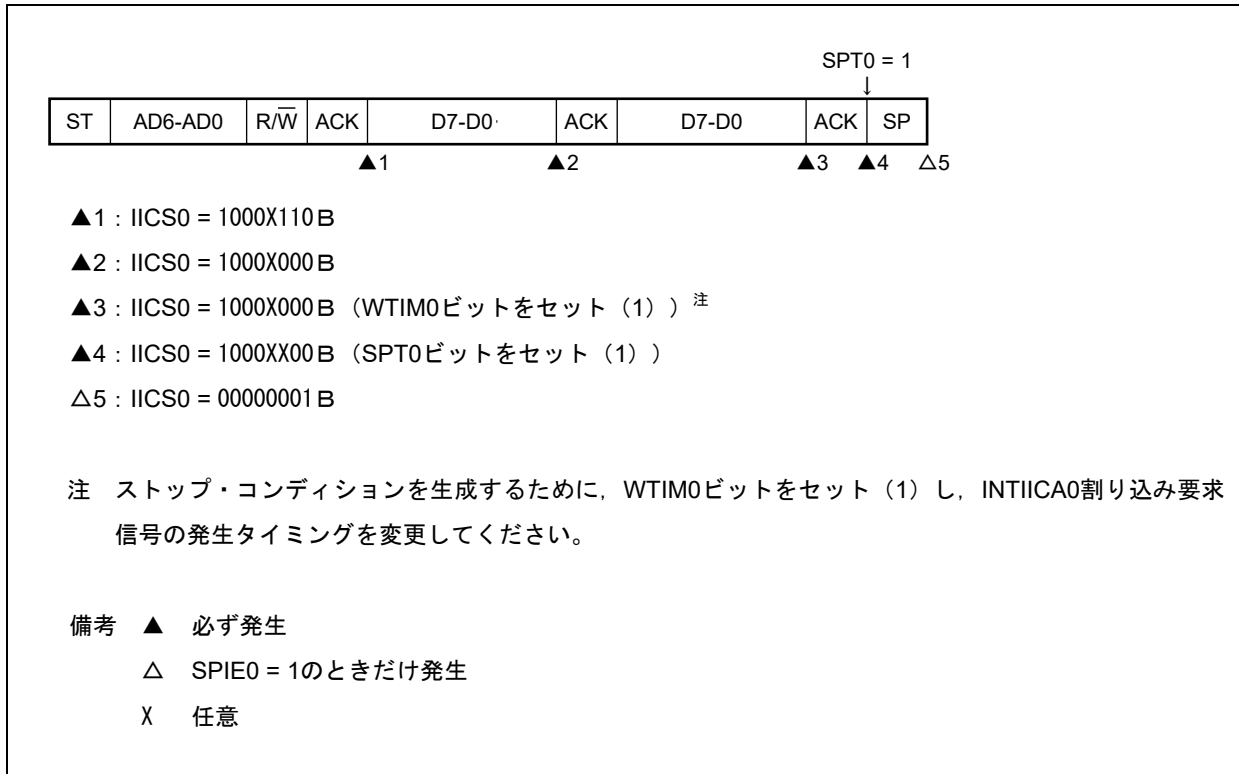 SPT0 = 1
↓
ST AD6-AD0 R/W̅ ACK D7-D0 ACK D7-D0 ACK SP
▲1 ▲2 ▲3 ▲4 △5
▲1：IICS0 = 1000X110B
▲2：IICS0 = 1000X000B
▲3：IICS0 = 1000X000B（WTIM0ビットをセット（1））注
▲4：IICS0 = 1000XX00B（SPT0ビットをセット（1））
△5：IICS0 = 00000001B
注 ストップ・コンディションを生成するために，WTIM0ビットをセット（1）し，INTIICA0割り込み要求
信号の発生タイミングを変更してください。
備考 ▲ 必ず発生
△ SPIE0 = 1のときだけ発生
X 任意